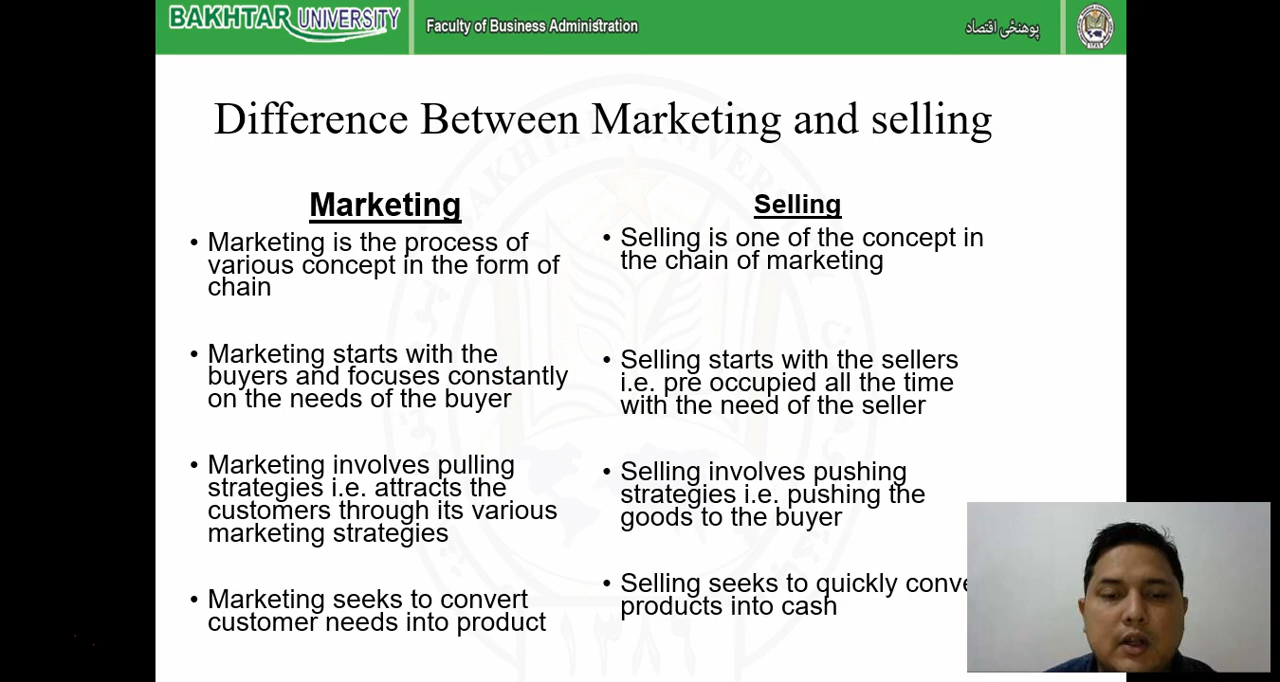 BAKHTAR UNIVERSITY
Faculty of Business Administration
پوهنځی اقتصاد
Difference Between Marketing and selling
Marketing
• Marketing is the process of
various concept in the form of
chain
• Marketing starts with the
buyers and focuses constantly
on the needs of the buyer
• Marketing involves pulling
strategies i.e. attracts the
customers through its various
marketing strategies
• Marketing seeks to convert
customer needs into product
Selling
• Selling is one of the concept in
the chain of marketing
• Selling starts with the sellers
i.e. pre occupied all the time
with the need of the seller
• Selling involves pushing
strategies i.e. pushing the
goods to the buyer
• Selling seeks to quickly conve
products into cash